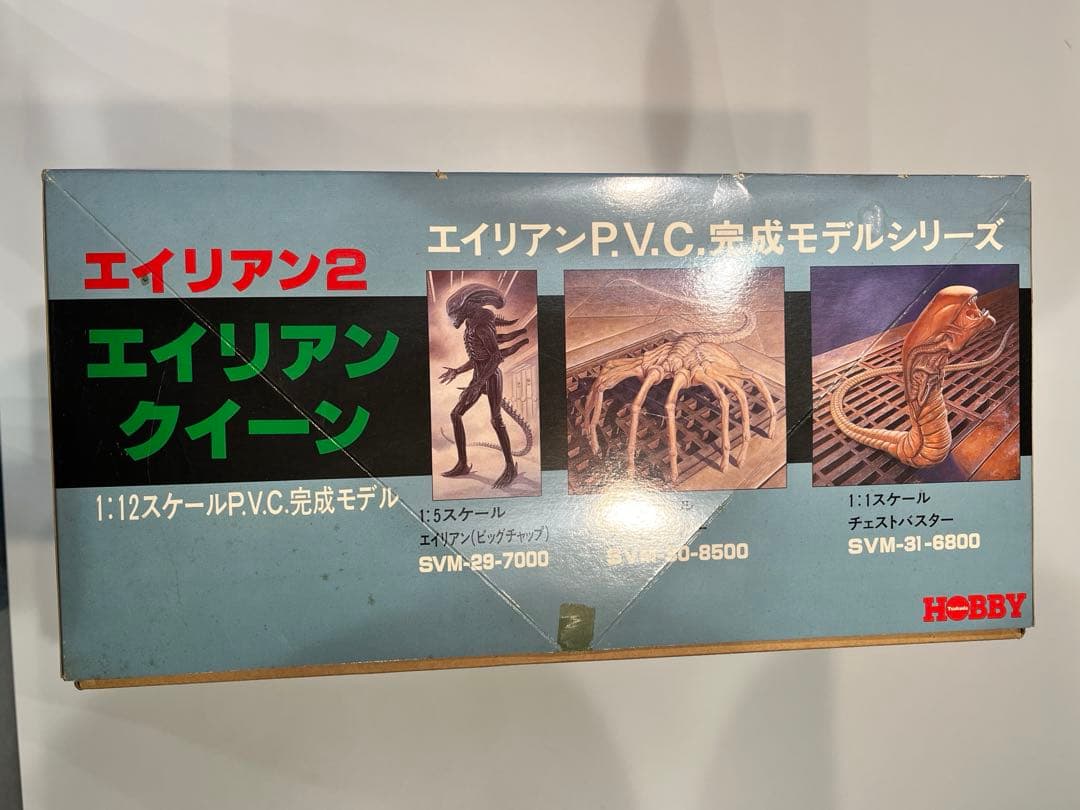 エイリアン2
エイリアン
クイーン
1:12スケールP.V.C.完成モデル
エイリアンP.V.C.完成モデルシリーズ
1:5スケール
エイリアン(ビッグチャップ)
SVM-29-7000
-8500
1:1スケール
チェストバスター
SVM-31-6800
Tsukuda
HOBBY